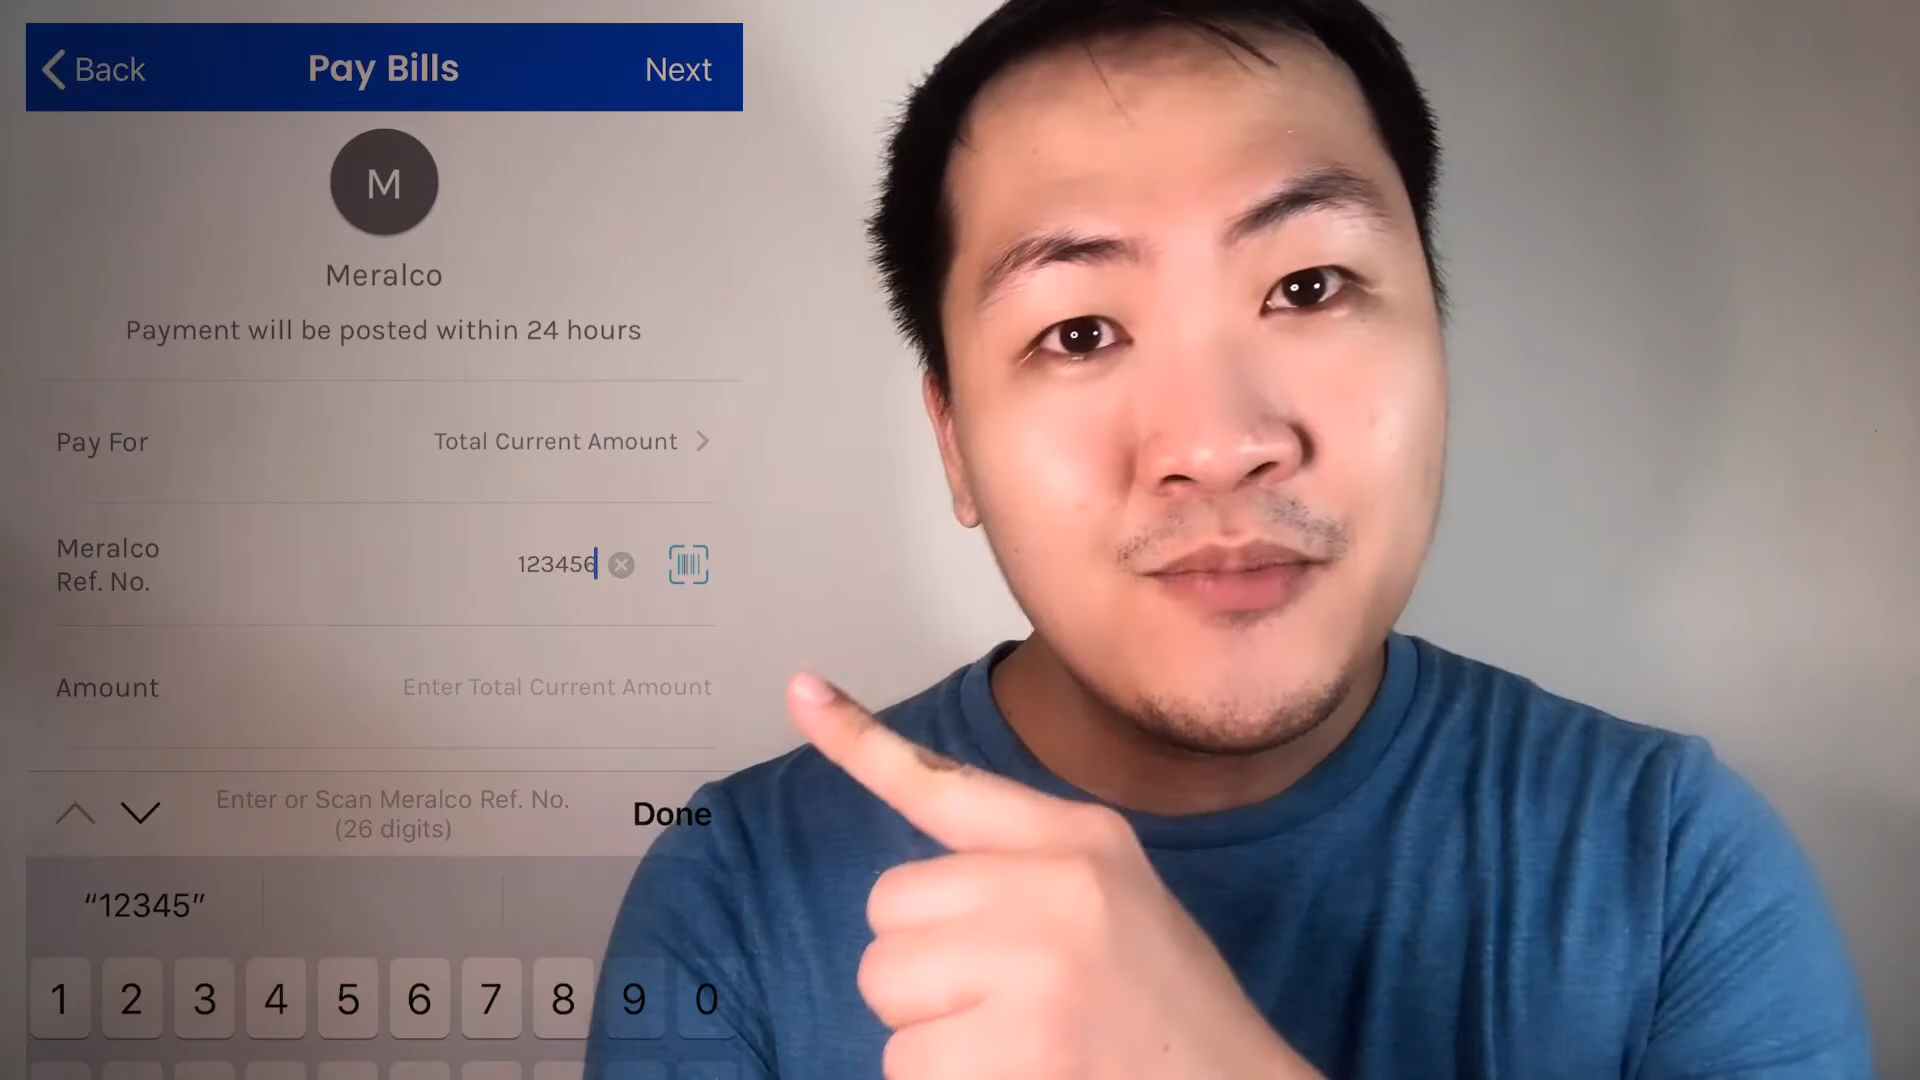 Back Pay Bills Next
M
Meralco
Payment will be posted within 24 hours
Pay For Total Current Amount
Meralco
Ref. No.
123456
Amount Enter Total Current Amount
Enter or Scan Meralco Ref. No.
(26 digits)
Done
“12345”
1 2 3 4 5 6 7 8 9 0